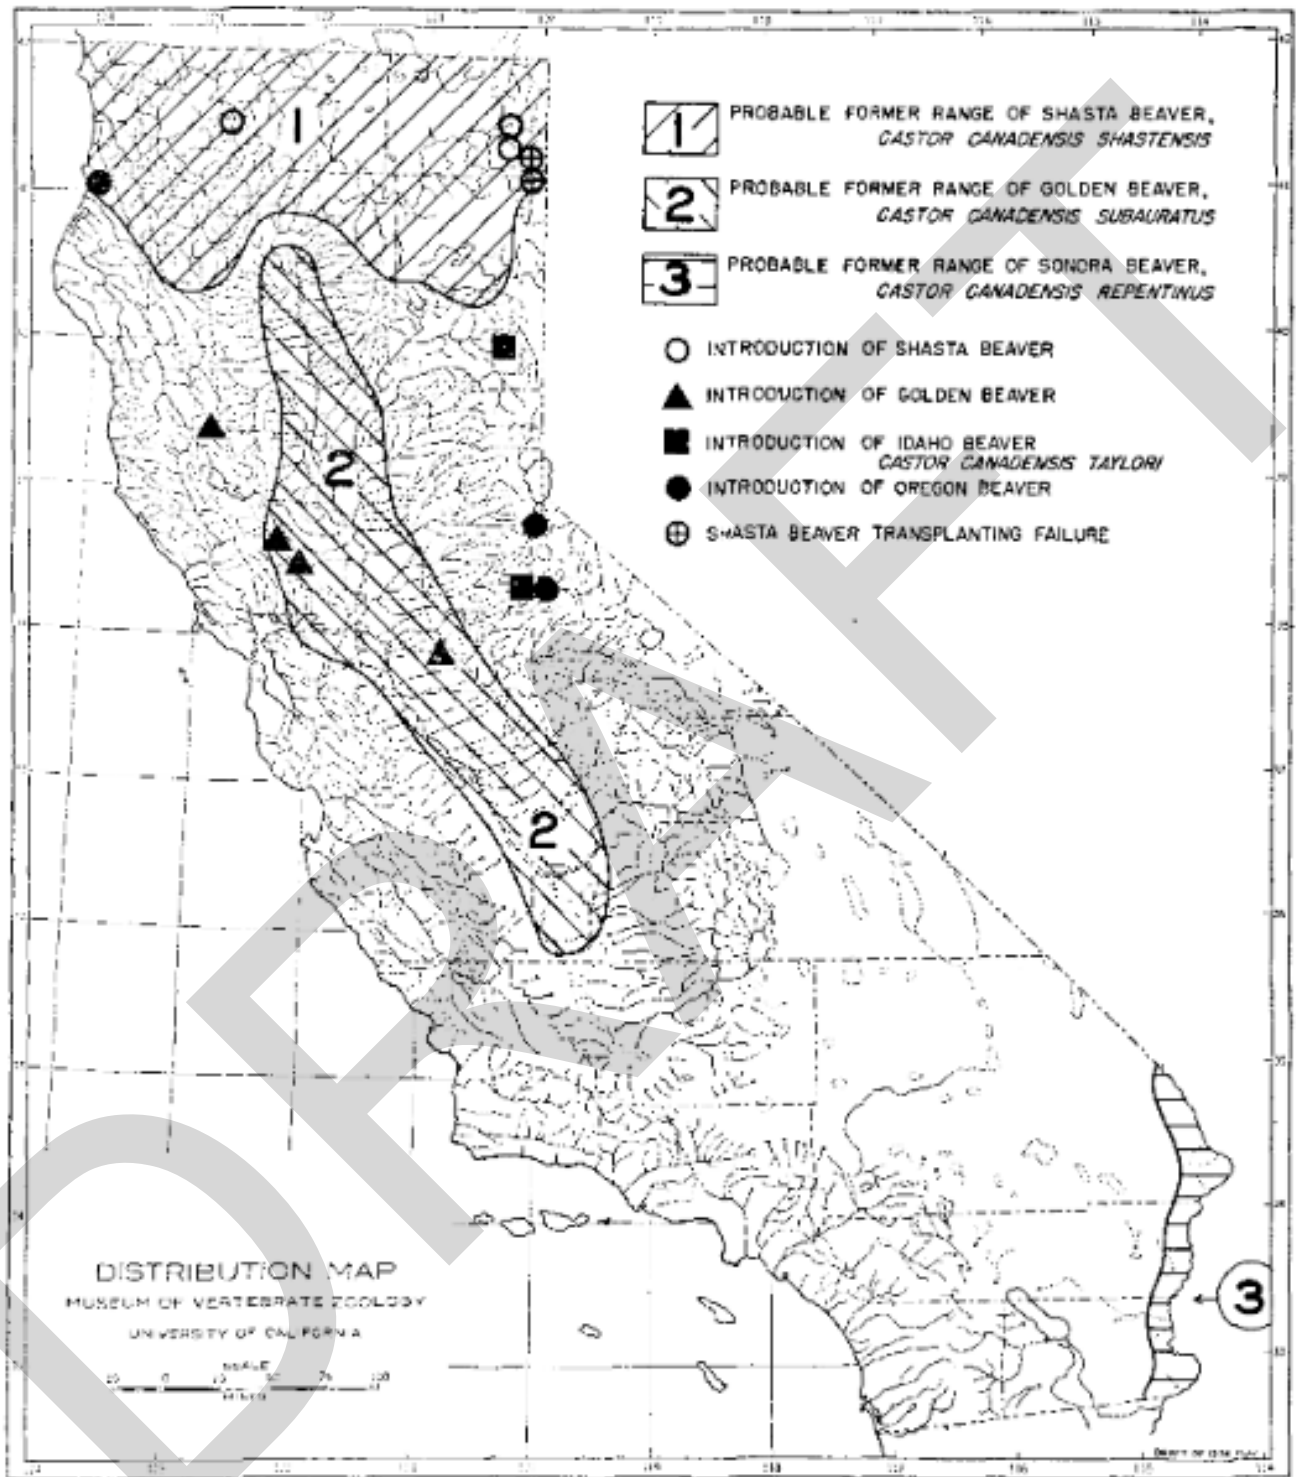 1
1 PROBABLE FORMER RANGE OF SHASTA BEAVER,
CASTOR CANADENSIS SHASTENSIS
2 PROBABLE FORMER RANGE OF GOLDEN BEAVER,
CASTOR CANADENSIS SUBAURATUS
3 PROBABLE FORMER RANGE OF SONORA BEAVER,
CASTOR CANADENSIS REPENTINUS
INTRODUCTION OF SHASTA BEAVER
INTRODUCTION OF GOLDEN BEAVER
INTRODUCTION OF IDAHO BEAVER
CASTOR CANADENSIS TAYLORI
INTRODUCTION OF OREGON BEAVER
SHASTA BEAVER TRANSPLANTING FAILURE
2
2
3
DISTRIBUTION MAP
MUSEUM OF VERTEBRATE ZOOLOGY
UNIVERSITY OF CALIFORNIA
SCALE
MILES
DRAFT